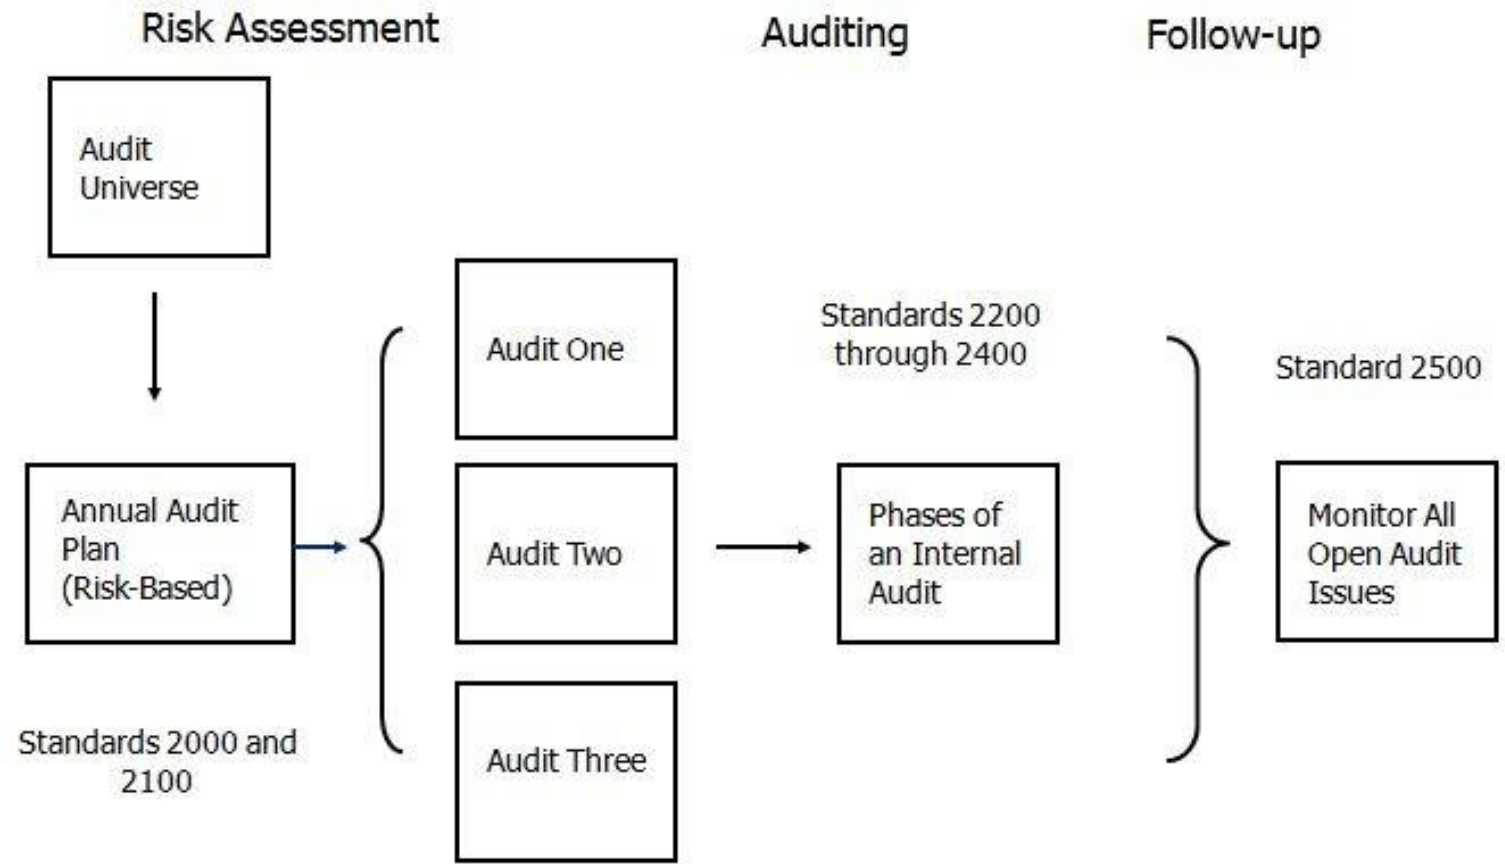 Risk Assessment
Auditing
Follow-up
Audit
Universe
Annual Audit
Plan
(Risk-Based)
Standards 2000 and
2100
Audit One
Audit Two
Audit Three
Standards 2200
through 2400
Phases of
an Internal
Audit
Standard 2500
Monitor All
Open Audit
Issues